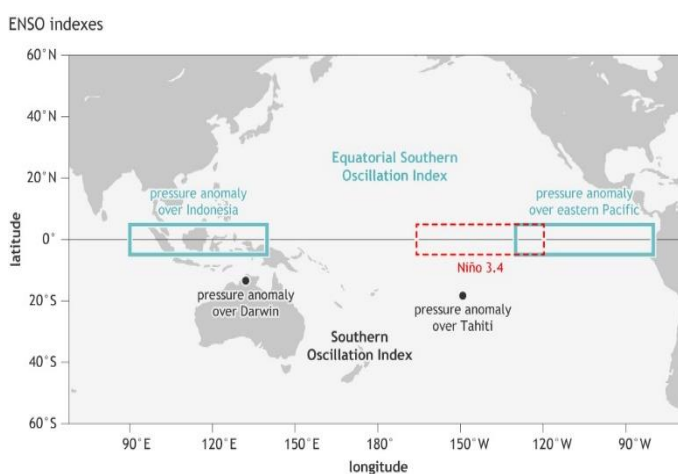 ENSO indexes
60°N
40°N
20°N
0°
20°S
40°S
60°S
latitude
Equatorial Southern
Oscillation Index
pressure anomaly
over Indonesia
pressure anomaly
over eastern Pacific
Niño 3.4
pressure anomaly
over Darwin
pressure anomaly
over Tahiti
Southern
Oscillation Index
90°E 120°E 150°E 180° 150°W 120°W 90°W
longitude